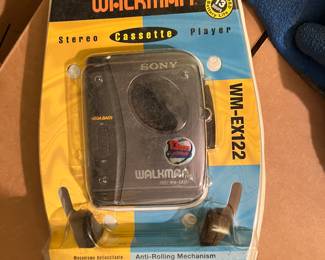 WALKMAN
Stereo Cassette Player
SONY
MEGA BASS
WALKMAN
WM-EX122
Anti-Rolling Mechanism